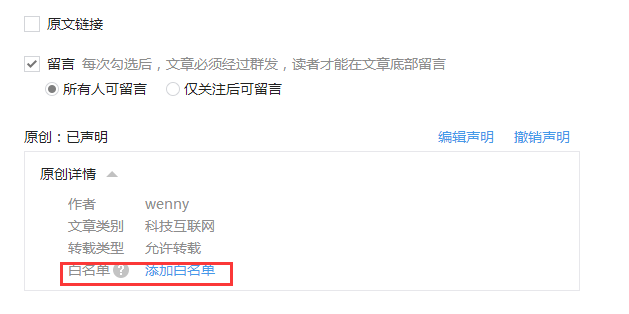 原文链接
留言 每次勾选后，文章必须经过群发，读者才能在文章底部留言
所有人可留言 仅关注后可留言
原创：已声明 编辑声明 撤销声明
原创详情
作者 wenny
文章类别 科技互联网
转载类型 允许转载
白名单 ? 添加白名单